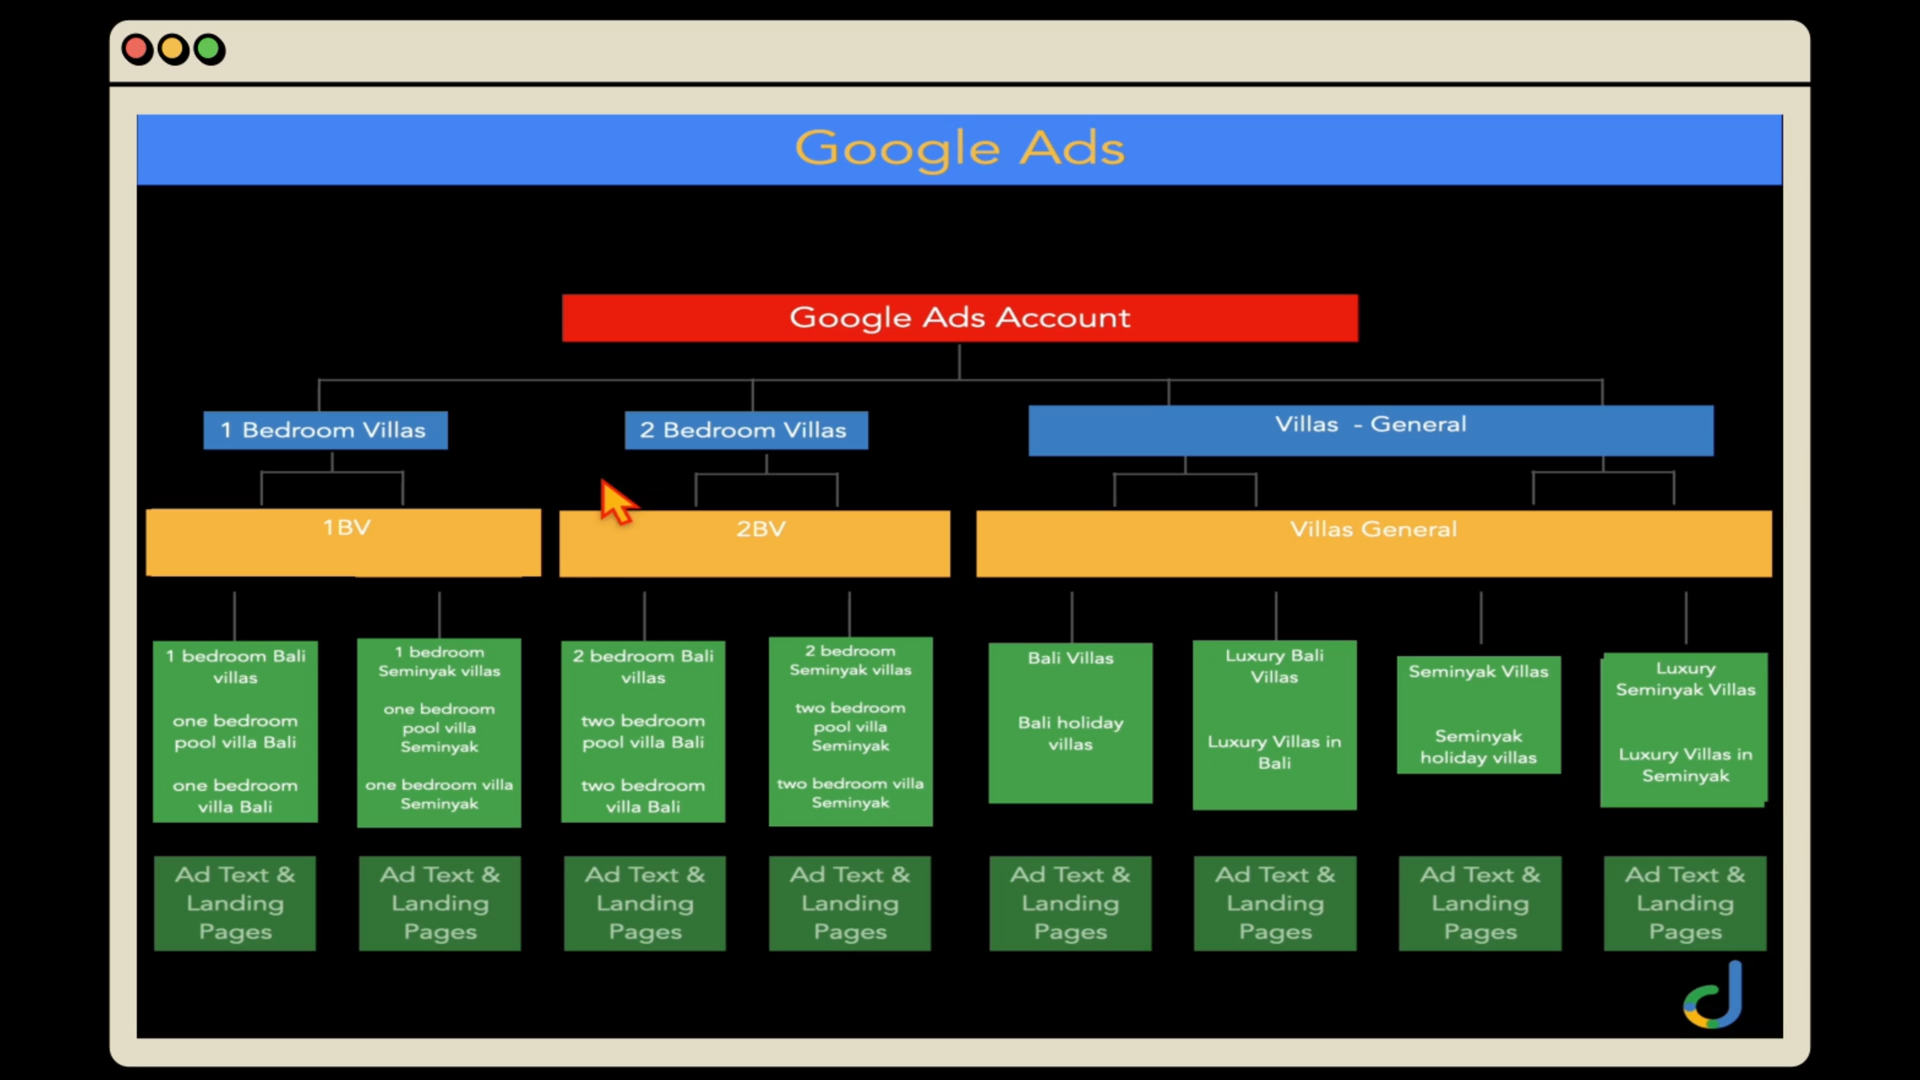 Google Ads
Google Ads Account
1 Bedroom Villas
2 Bedroom Villas
Villas - General
1BV
2BV
Villas General
1 bedroom Bali
villas
one bedroom
pool villa Bali
one bedroom
villa Bali
1 bedroom
Seminyak villas
one bedroom
pool villa
Seminyak
one bedroom villa
Seminyak
2 bedroom Bali
villas
two bedroom
pool villa Bali
two bedroom
villa Bali
2 bedroom
Seminyak villas
two bedroom
pool villa
Seminyak
two bedroom villa
Seminyak
Bali Villas
Bali holiday
villas
Luxury Bali
Villas
Luxury Villas in
Bali
Seminyak Villas
Seminyak
holiday villas
Luxury
Seminyak Villas
Luxury Villas in
Seminyak
Ad Text &
Landing
Pages
Ad Text &
Landing
Pages
Ad Text &
Landing
Pages
Ad Text &
Landing
Pages
Ad Text &
Landing
Pages
Ad Text &
Landing
Pages
Ad Text &
Landing
Pages
Ad Text &
Landing
Pages